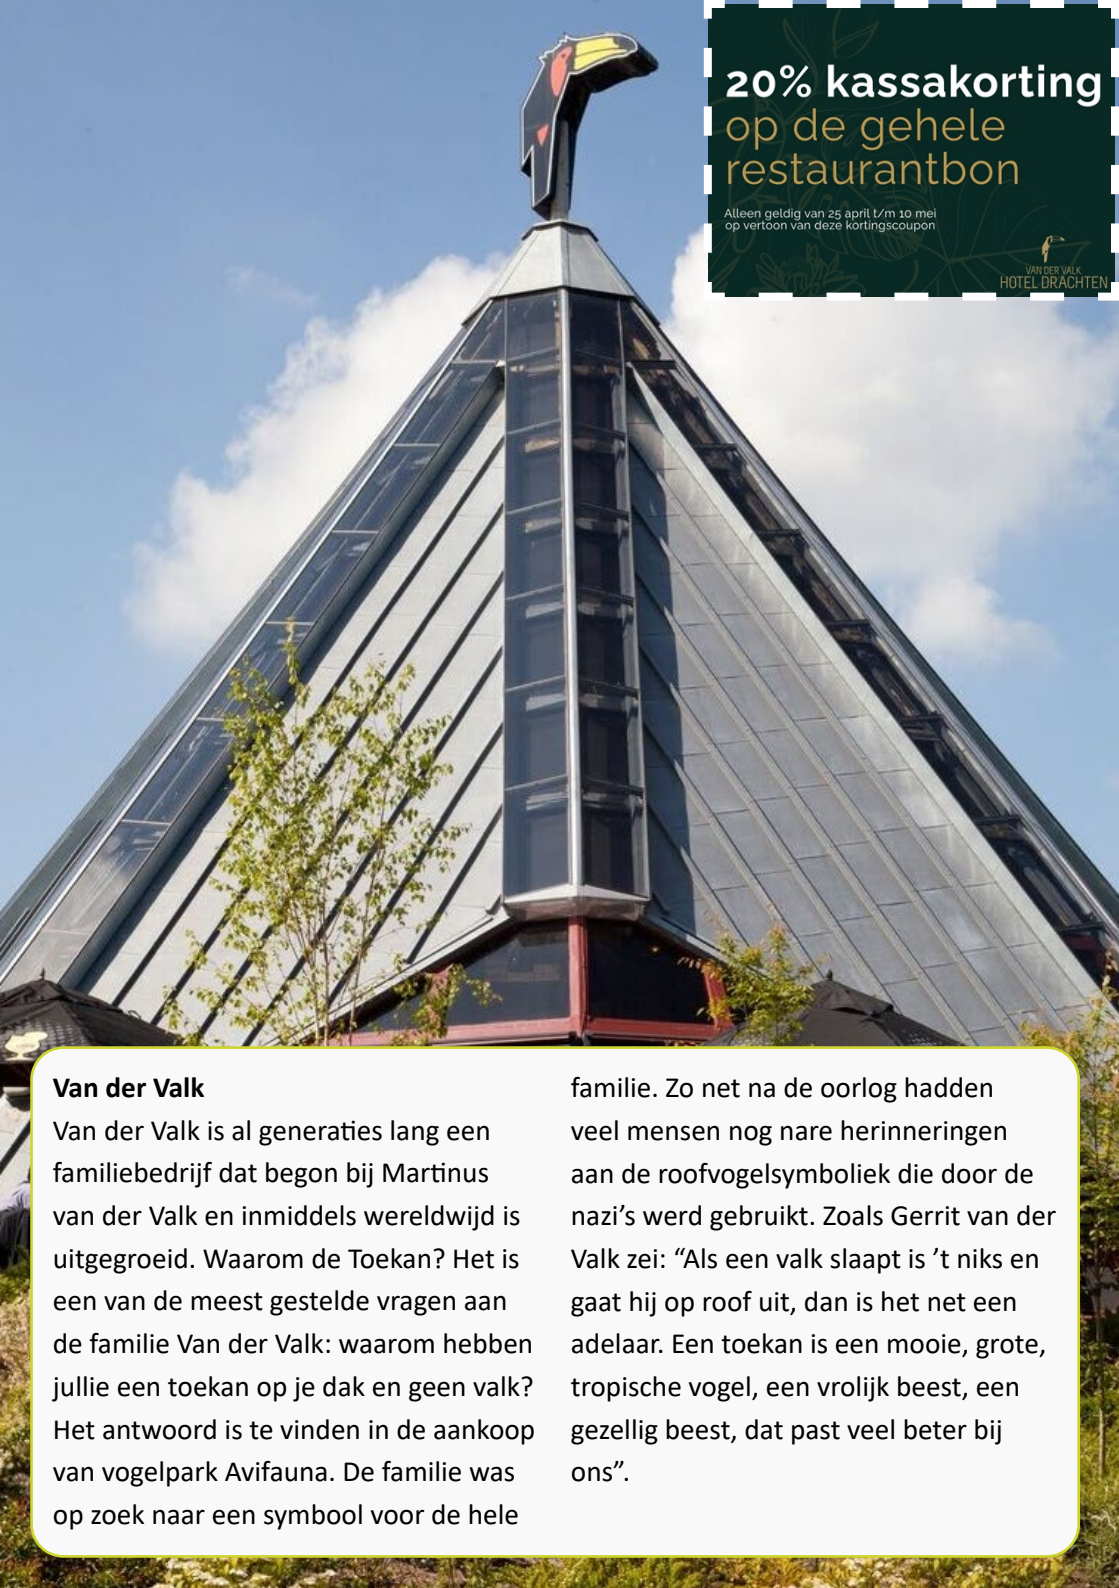 20% kassakorting
op de gehele
restaurantbon
Alleen geldig van 25 april t/m 10 mei
op vertoon van deze kortingscoupon
VAN DER VALK
HOTEL DRACHTEN
Van der Valk
Van der Valk is al generaties lang een
familiebedrijf dat begon bij Martinus
van der Valk en inmiddels wereldwijd is
uitgegroeid. Waarom de Toekan? Het is
een van de meest gestelde vragen aan
de familie Van der Valk: waarom hebben
jullie een toekan op je dak en geen valk?
Het antwoord is te vinden in de aankoop
van vogelpark Avifauna. De familie was
op zoek naar een symbool voor de hele
familie. Zo net na de oorlog hadden
veel mensen nog nare herinneringen
aan de roofvogelsymboliek die door de
nazi’s werd gebruikt. Zoals Gerrit van der
Valk zei: “Als een valk slaapt is ’t niks en
gaat hij op roof uit, dan is het net een
adelaar. Een toekan is een mooie, grote,
tropische vogel, een vrolijk beest, een
gezellig beest, dat past veel beter bij
ons”.